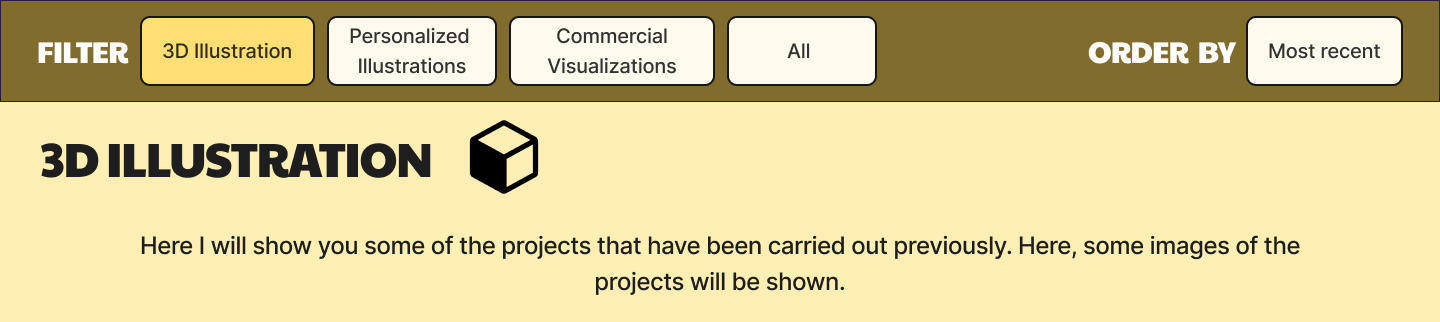 FILTER
3D Illustration
Personalized
Illustrations
Commercial
Visualizations
All
ORDER BY
Most recent
3D ILLUSTRATION
Here I will show you some of the projects that have been carried out previously. Here, some images of the
projects will be shown.